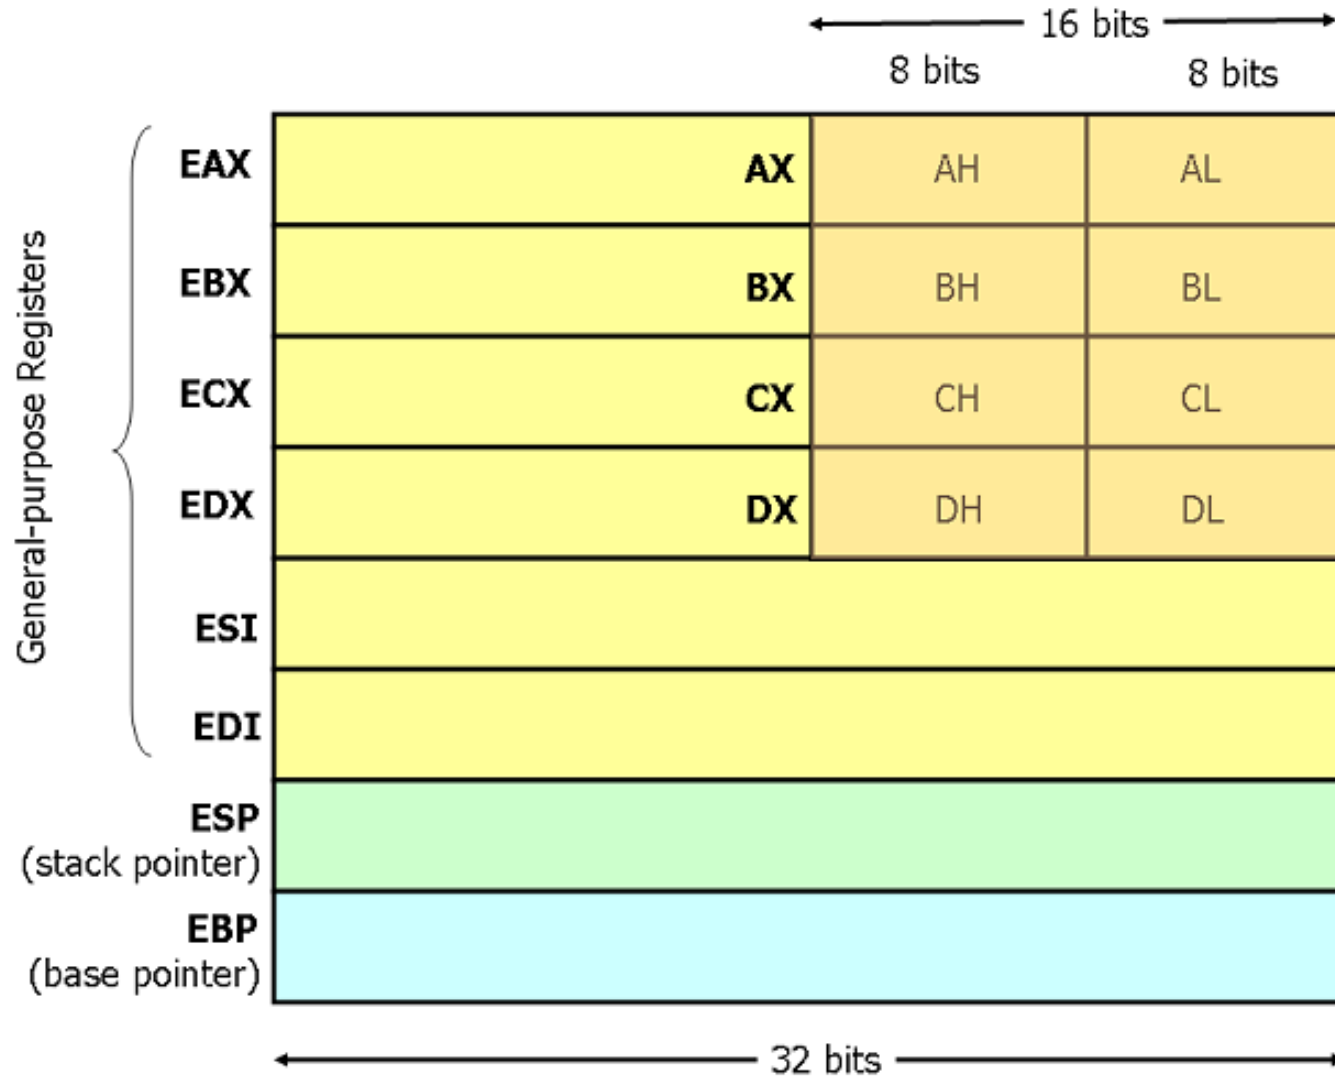 16 bits
8 bits 8 bits
General-purpose Registers
EAX AX AH AL
EBX BX BH BL
ECX CX CH CL
EDX DX DH DL
ESI
EDI
ESP
(stack pointer)
EBP
(base pointer)
32 bits